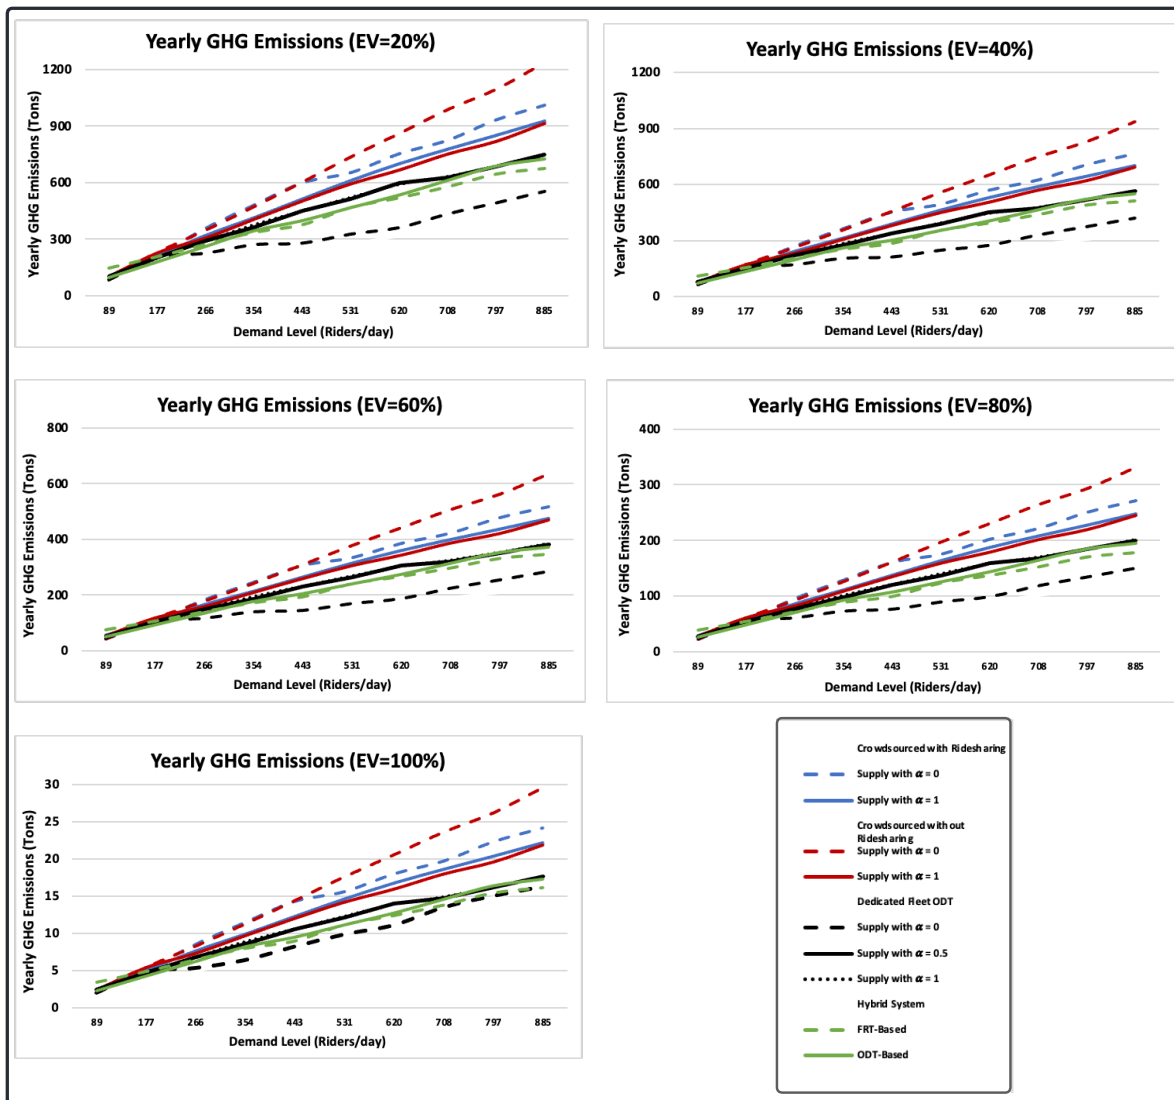 Yearly GHG Emissions (EV=20%)
Yearly GHG Emissions (Tons)
1200
900
600
300
0
89 177 266 354 443 531 620 708 797 885
Demand Level (Riders/day)
Yearly GHG Emissions (EV=40%)
Yearly GHG Emissions (Tons)
1200
900
600
300
0
89 177 266 354 443 531 620 708 797 885
Demand Level (Riders/day)
Yearly GHG Emissions (EV=60%)
Yearly GHG Emissions (Tons)
800
600
400
200
0
89 177 266 354 443 531 620 708 797 885
Demand Level (Riders/day)
Yearly GHG Emissions (EV=80%)
Yearly GHG Emissions (Tons)
400
300
200
100
0
89 177 266 354 443 531 620 708 797 885
Demand Level (Riders/day)
Yearly GHG Emissions (EV=100%)
Yearly GHG Emissions (Tons)
30
25
20
15
10
5
0
89 177 266 354 443 531 620 708 797 885
Demand Level (Riders/day)
Crowdsourced with Ridesharing
Supply with α = 0
Supply with α = 1
Crowdsourced without
Ridesharing
Supply with α = 0
Supply with α = 1
Dedicated Fleet ODT
Supply with α = 0
Supply with α = 0.5
Supply with α = 1
Hybrid System
FRT-Based
ODT-Based